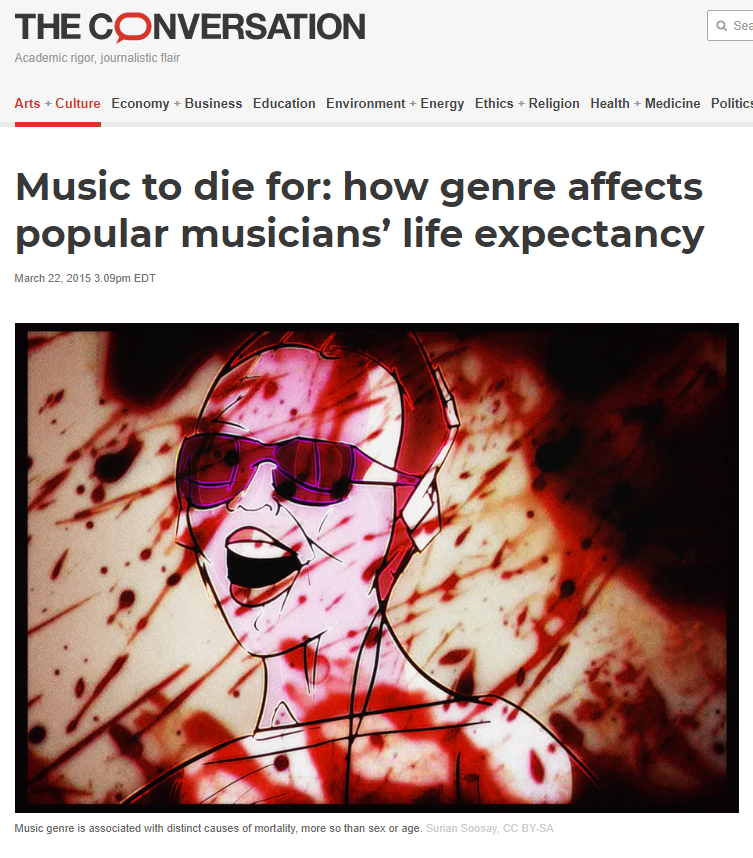 THE CONVERSATION
Academic rigor, journalistic flair
Arts + Culture Economy + Business Education Environment + Energy Ethics + Religion Health + Medicine
Music to die for: how genre affects
popular musicians’ life expectancy
March 22, 2015 3.09pm EDT
Music genre is associated with distinct causes of mortality, more so than sex or age. Surian Soosay, CC BY-SA